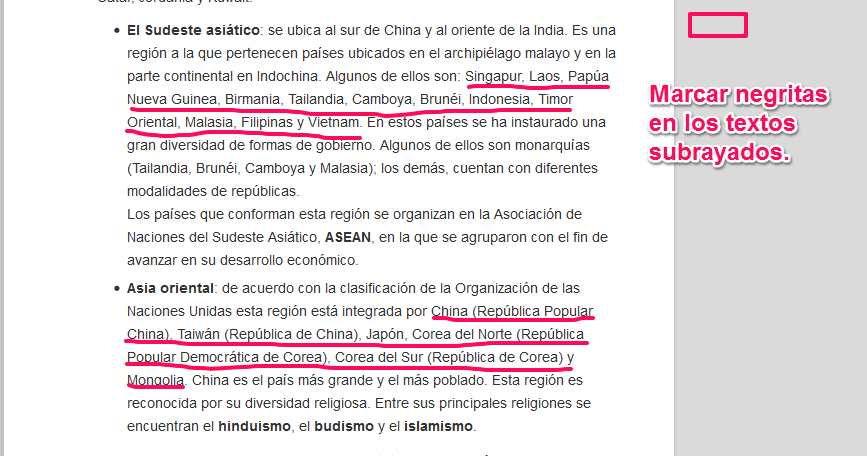 Qatar, Jordania y Kuwait.
• El Sudeste asiático: se ubica al sur de China y al oriente de la India. Es una
región a la que pertenecen países ubicados en el archipiélago malayo y en la
parte continental en Indochina. Algunos de ellos son: Singapur, Laos, Papúa
Nueva Guinea, Birmania, Tailandia, Camboya, Brunéi, Indonesia, Timor
Oriental, Malasia, Filipinas y Vietnam. En estos países se ha instaurado una
gran diversidad de formas de gobierno. Algunos de ellos son monarquías
(Tailandia, Brunéi, Camboya y Malasia); los demás, cuentan con diferentes
modalidades de repúblicas.
Los países que conforman esta región se organizan en la Asociación de
Naciones del Sudeste Asiático, ASEAN, en la que se agruparon con el fin de
avanzar en su desarrollo económico.
• Asia oriental: de acuerdo con la clasificación de la Organización de las
Naciones Unidas esta región está integrada por China (República Popular
China), Taiwán (República de China), Japón, Corea del Norte (República
Popular Democrática de Corea), Corea del Sur (República de Corea) y
Mongolia. China es el país más grande y el más poblado. Esta región es
reconocida por su diversidad religiosa. Entre sus principales religiones se
encuentran el hinduismo, el budismo y el islamismo.
Marcar negritas
en los textos
subrayados.